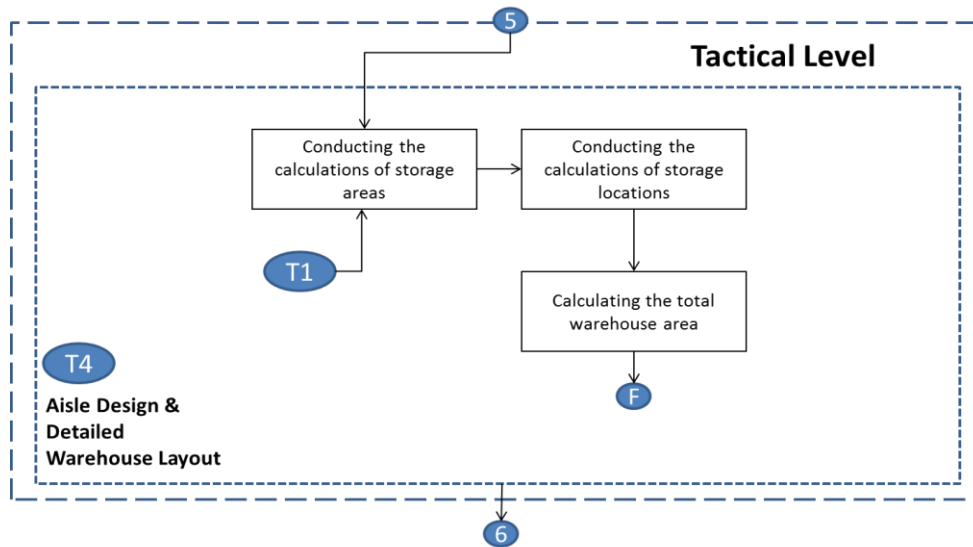 5
Tactical Level
Conducting the
calculations of storage
areas
Conducting the
calculations of storage
locations
T1
Calculating the total
warehouse area
T4
F
Aisle Design &
Detailed
Warehouse Layout
6